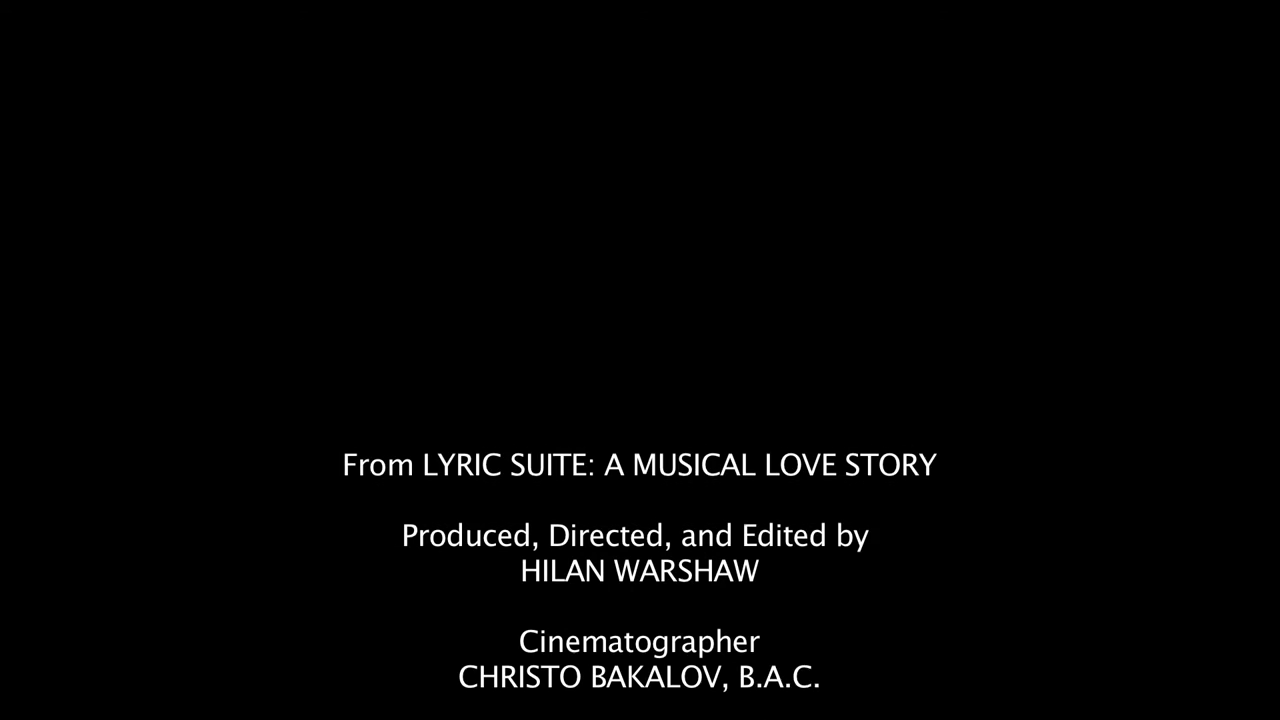 From LYRIC SUITE: A MUSICAL LOVE STORY
Produced, Directed, and Edited by
HILAN WARSHAW
Cinematographer
CHRISTO BAKALOV, B.A.C.